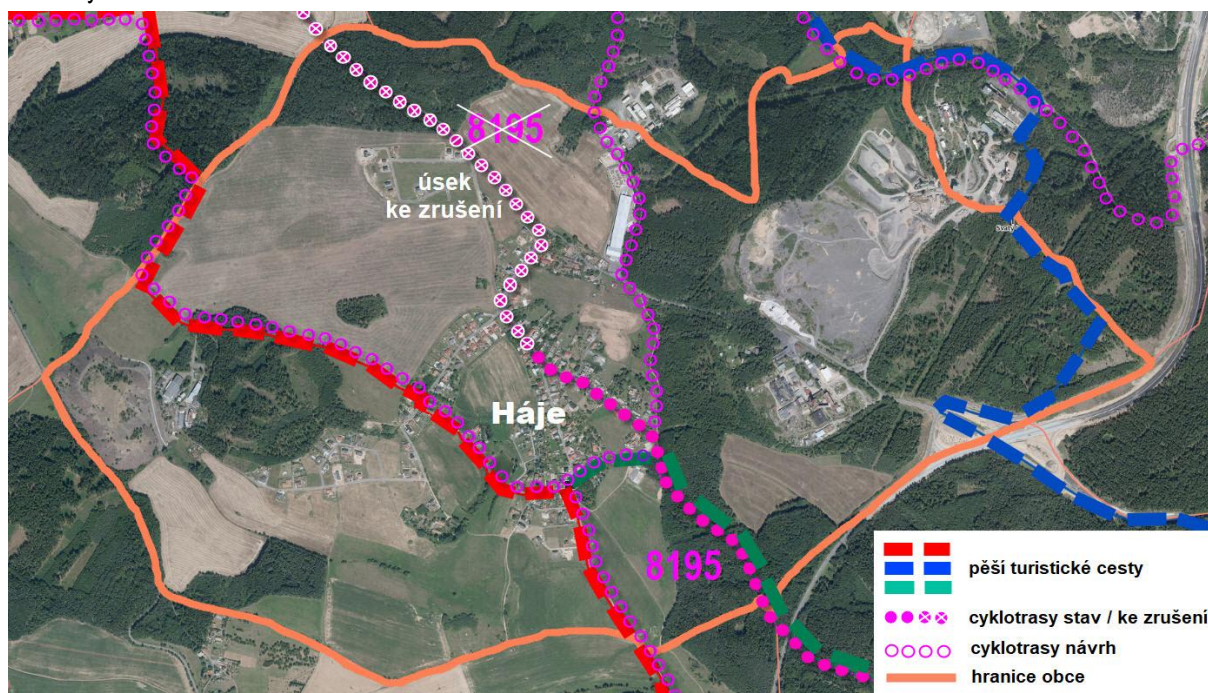 8195
úsek
ke zrušení
Háje
8195
pěší turistické cesty
cyklotrasy stav / ke zrušení
cyklotrasy návrh
hranice obce